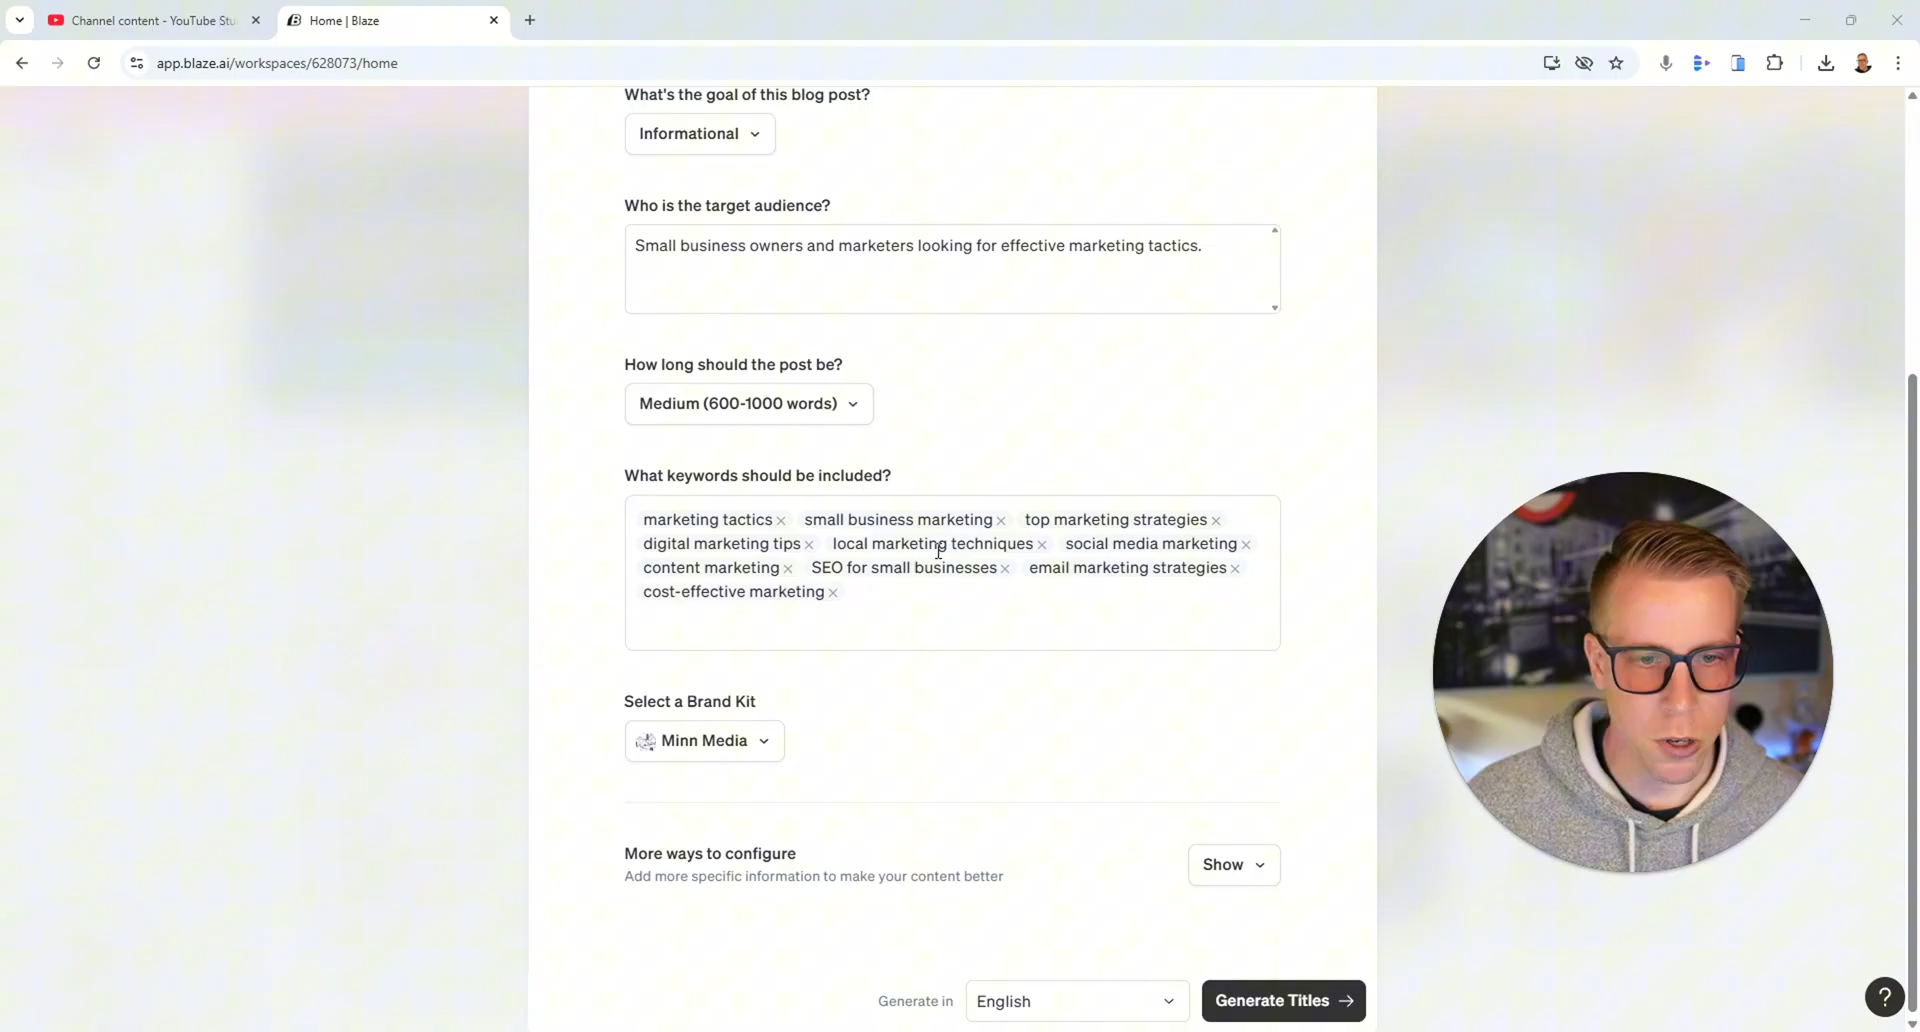 Channel content - YouTube Stu
Home | Blaze
app.blaze.ai/workspaces/628073/home
What's the goal of this blog post?
Informational
Who is the target audience?
Small business owners and marketers looking for effective marketing tactics.
How long should the post be?
Medium (600-1000 words)
What keywords should be included?
marketing tactics small business marketing top marketing strategies
digital marketing tips local marketing techniques social media marketing
content marketing SEO for small businesses email marketing strategies
cost-effective marketing
Select a Brand Kit
Minn Media
More ways to configure
Show
Add more specific information to make your content better
Generate in English Generate Titles →
?